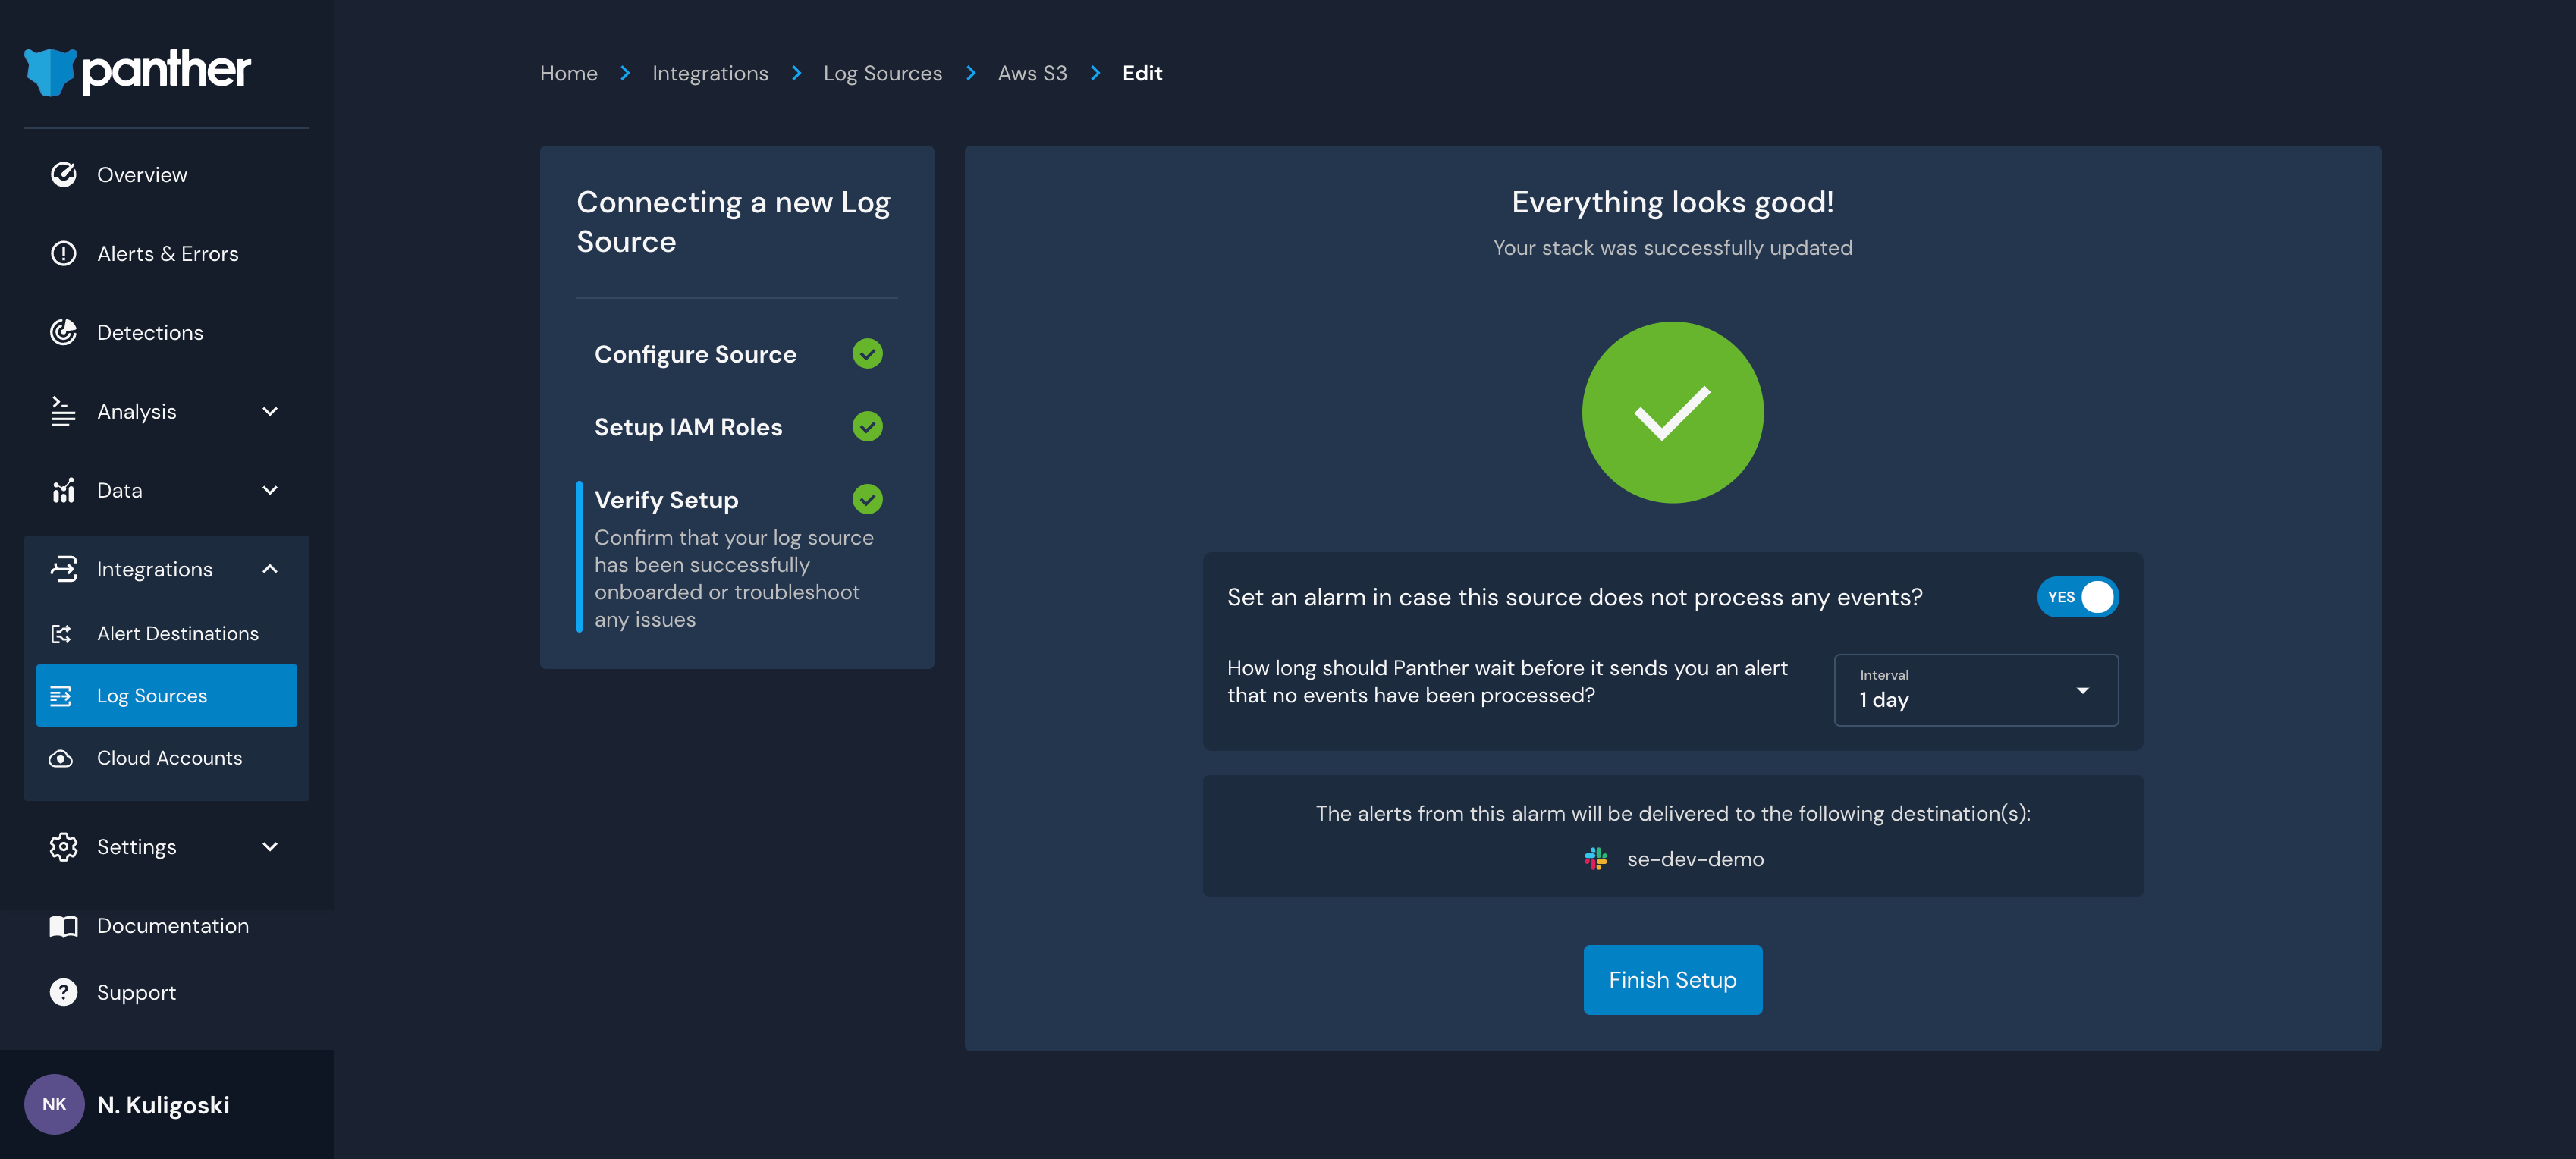 panther
Overview
Alerts & Errors
Detections
Analysis
Data
Integrations
Alert Destinations
Log Sources
Cloud Accounts
Settings
Documentation
Support
NK
N. Kuligoski
Home
Integrations
Log Sources
Aws S3
Edit
Connecting a new Log
Source
Configure Source
Setup IAM Roles
Verify Setup
Confirm that your log source
has been successfully
onboarded or troubleshoot
any issues
Everything looks good!
Your stack was successfully updated
Set an alarm in case this source does not process any events?
YES
How long should Panther wait before it sends you an alert
that no events have been processed?
Interval
1 day
The alerts from this alarm will be delivered to the following destination(s):
se-dev-demo
Finish Setup